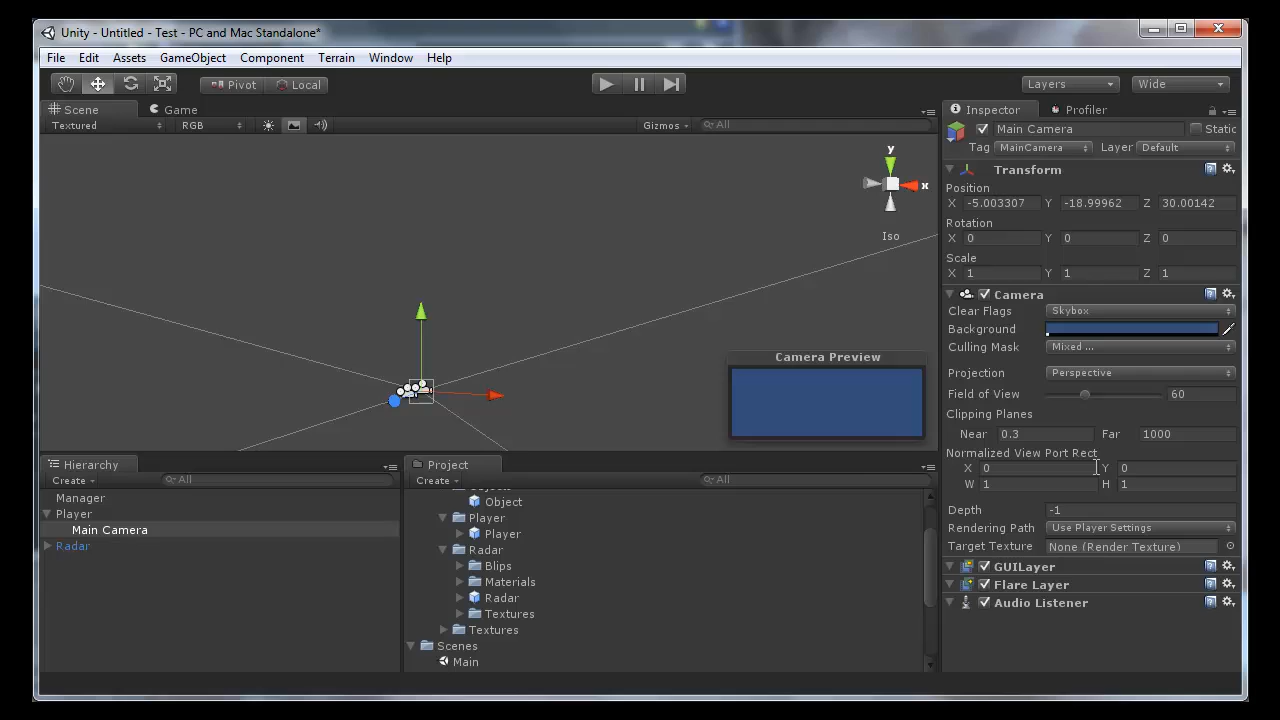 Unity - Untitled - Test - PC and Mac Standalone*
File Edit Assets GameObject Component Terrain Window Help
Pivot Local Layers Wide
Scene Game
Textured RGB Gizmos All
y
x
Iso
Camera Preview
Inspector Profiler
Main Camera Static
Tag MainCamera Layer Default
Transform
Position
X -5.003307 Y -18.99962 Z 30.00142
Rotation
X 0 Y 0 Z 0
Scale
X 1 Y 1 Z 1
Camera
Clear Flags Skybox
Background
Culling Mask Mixed ...
Projection Perspective
Field of View 60
Clipping Planes
Near 0.3 Far 1000
Normalized View Port Rect
X 0 Y 0
W 1 H 1
Depth -1
Rendering Path Use Player Settings
Target Texture None (Render Texture)
GUILayer
Flare Layer
Audio Listener
Hierarchy
Create All
Manager
Player
Main Camera
Radar
Project
Create All
Object
Player
Player
Radar
Blips
Materials
Radar
Textures
Textures
Scenes
Main